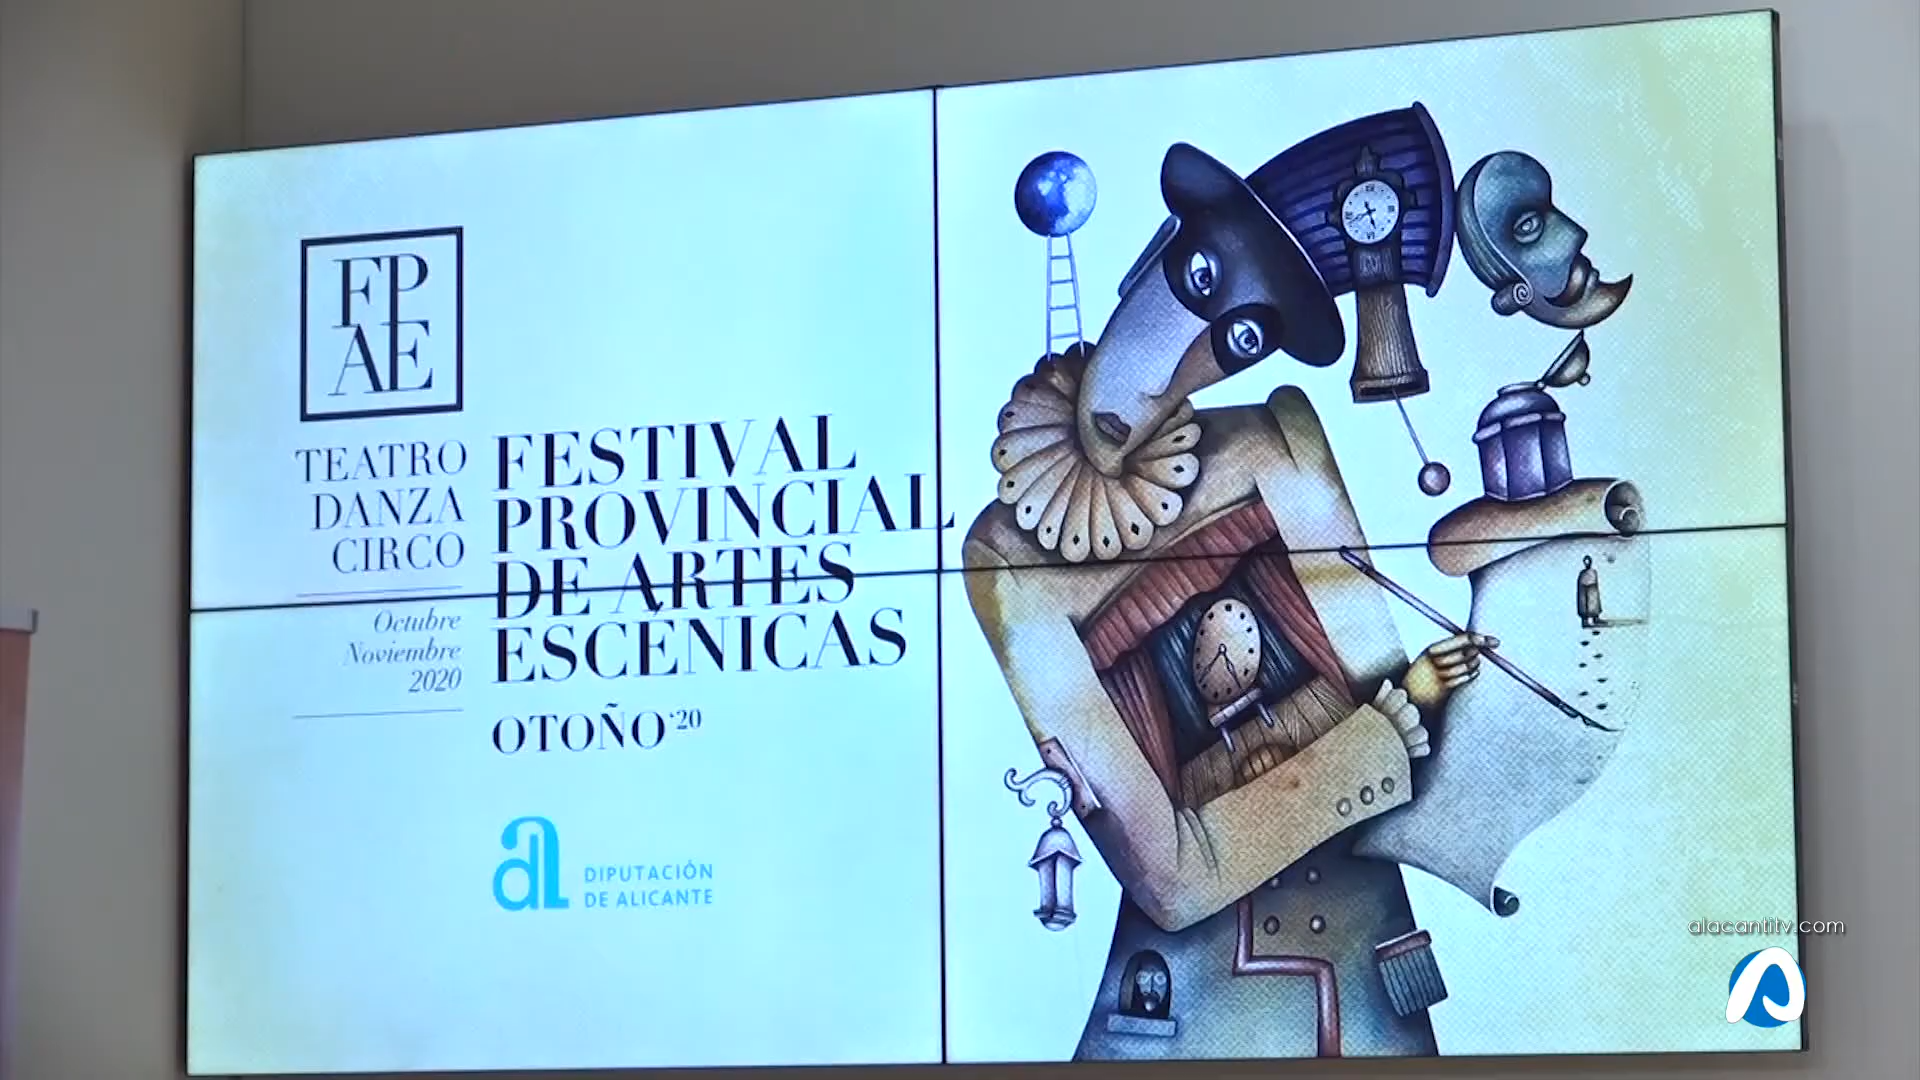 FP
AE
TEATRO
DANZA
CIRCO
Octubre
Noviembre
2020
FESTIVAL
PROVINCIAL
DE ARTES
ESCÉNICAS
OTOÑO '20
DIPUTACIÓN
DE ALICANTE
alacantitv.com